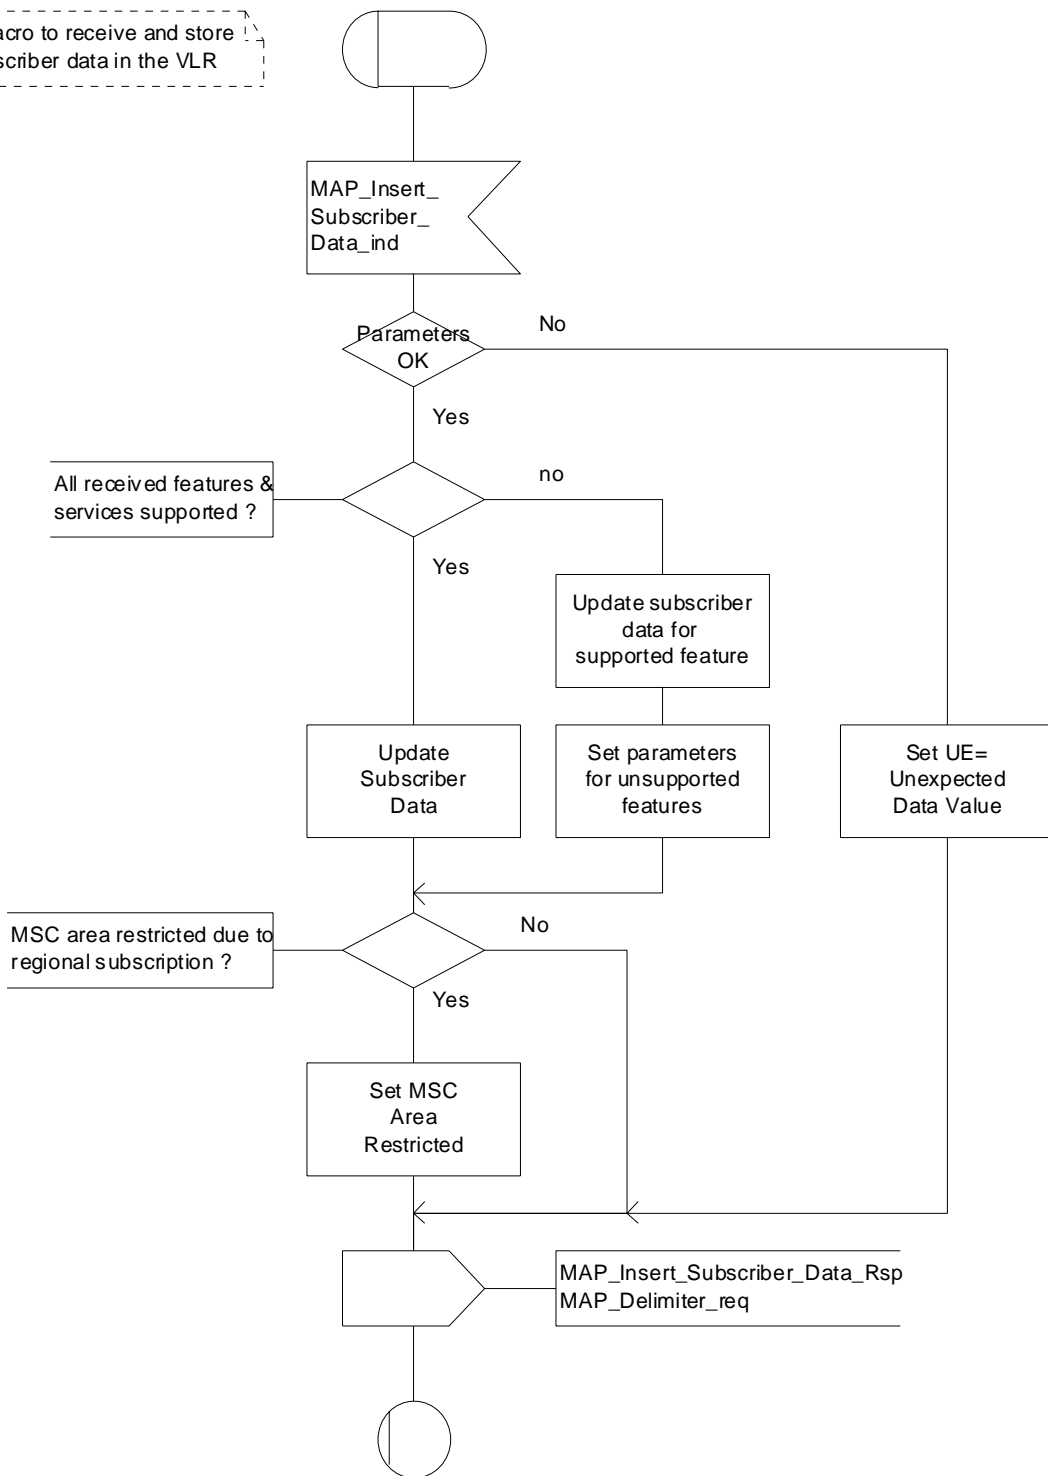 acro to receive and store
scriber data in the VLR
MAP_Insert_
Subscriber_
Data_ind
Parameters
OK
No
Yes
All received features &
services supported ?
no
Yes
Update subscriber
data for
supported feature
Update
Subscriber
Data
Set parameters
for unsupported
features
Set UE=
Unexpected
Data Value
MSC area restricted due to
regional subscription ?
No
Yes
Set MSC
Area
Restricted
MAP_Insert_Subscriber_Data_Rsp
MAP_Delimiter_req